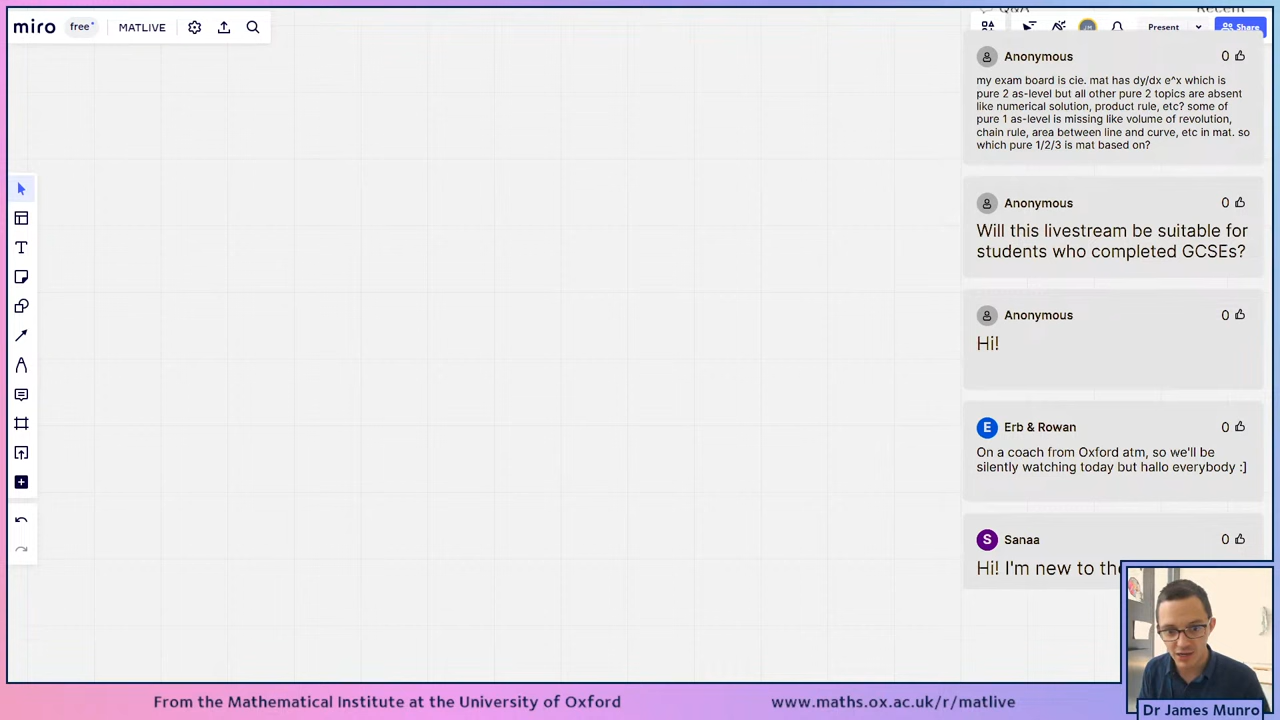 miro free MATLIVE
Q&A Recent
Present Share
Anonymous 0
my exam board is cie. mat has dy/dx e^x which is
pure 2 as-level but all other pure 2 topics are absent
like numerical solution, product rule, etc? some of
pure 1 as-level is missing like volume of revolution,
chain rule, area between line and curve, etc in mat. so
which pure 1/2/3 is mat based on?
Anonymous 0
Will this livestream be suitable for
students who completed GCSEs?
Anonymous 0
Hi!
E Erb & Rowan 0
On a coach from Oxford atm, so we'll be
silently watching today but hallo everybody :]
S Sanaa 0
Hi! I'm new to the
Dr James Munro
From the Mathematical Institute at the University of Oxford
www.maths.ox.ac.uk/r/matlive